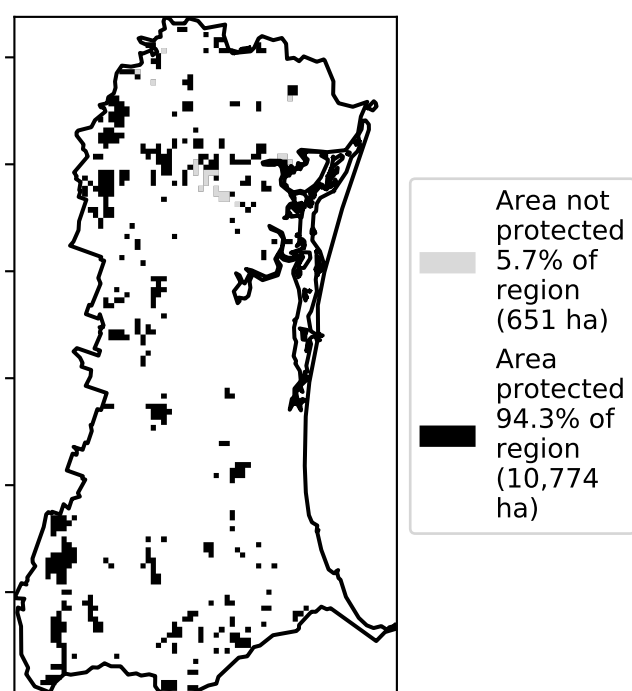 Area not
protected
5.7% of
region
(651 ha)
Area
protected
94.3% of
region
(10,774
ha)